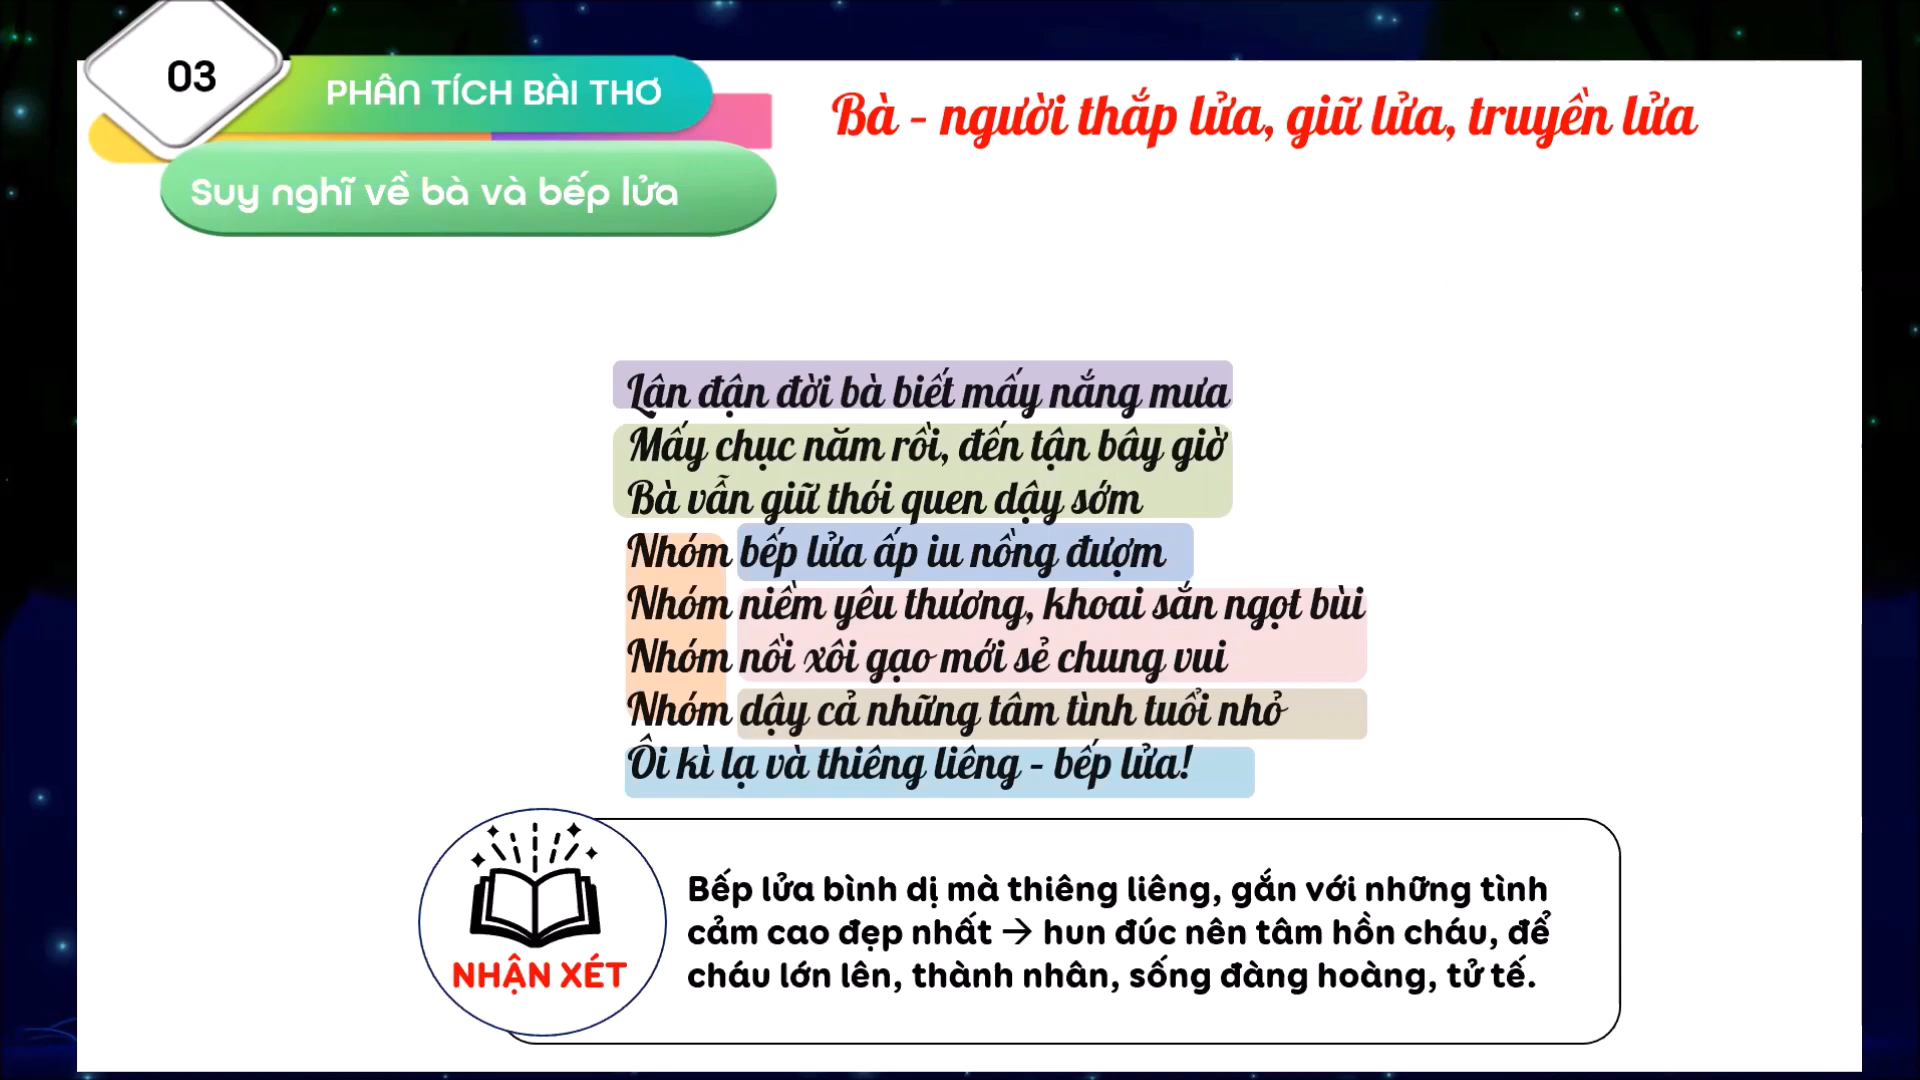 03
PHÂN TÍCH BÀI THƠ
Suy nghĩ về bà và bếp lửa
Bà – người thắp lửa, giữ lửa, truyền lửa
Lận đận đời bà biết mấy nắng mưa
Mấy chục năm rồi, đến tận bây giờ
Bà vẫn giữ thói quen dậy sớm
Nhóm bếp lửa ấp iu nồng đượm
Nhóm niềm yêu thương, khoai sắn ngọt bùi
Nhóm nồi xôi gạo mới sẻ chung vui
Nhóm dậy cả những tâm tình tuổi nhỏ
Ôi kì lạ và thiêng liêng – bếp lửa!
NHẬN XÉT
Bếp lửa bình dị mà thiêng liêng, gắn với những tình
cảm cao đẹp nhất → hun đúc nên tâm hồn cháu, để
cháu lớn lên, thành nhân, sống đàng hoàng, tử tế.